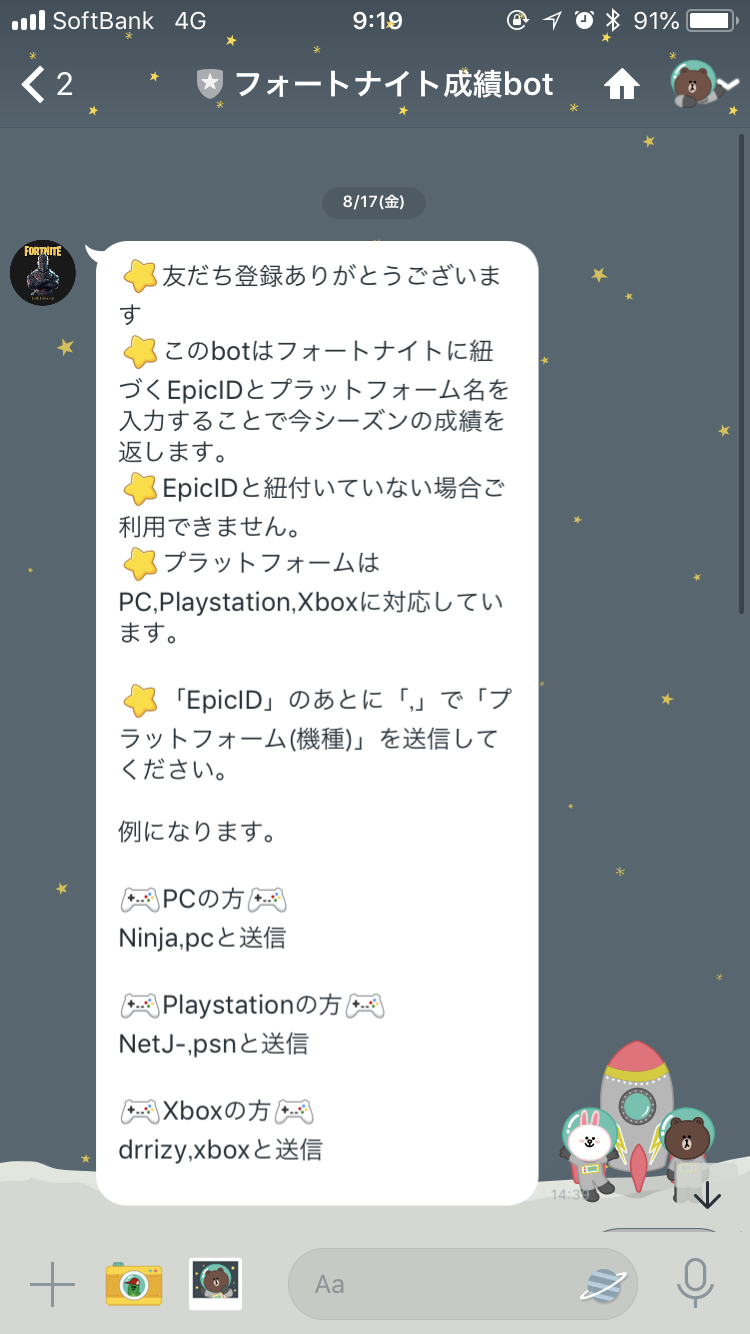 SoftBank 4G 9:19 91%
2 フォートナイト成績bot
8/17(金)
FORTNITE
友だち登録ありがとうございま
す
このbotはフォートナイトに紐
づくEpicIDとプラットフォーム名を
入力することで今シーズンの成績を
返します。
EpicIDと紐付いていない場合ご
利用できません。
プラットフォームは
PC,Playstation,Xboxに対応してい
ます。
「EpicID」のあとに「,」で「プ
ラットフォーム(機種)」を送信して
ください。
例になります。
PCの方
Ninja,pcと送信
Playstationの方
NetJ-,psnと送信
Xboxの方
drrizy,xboxと送信
Aa